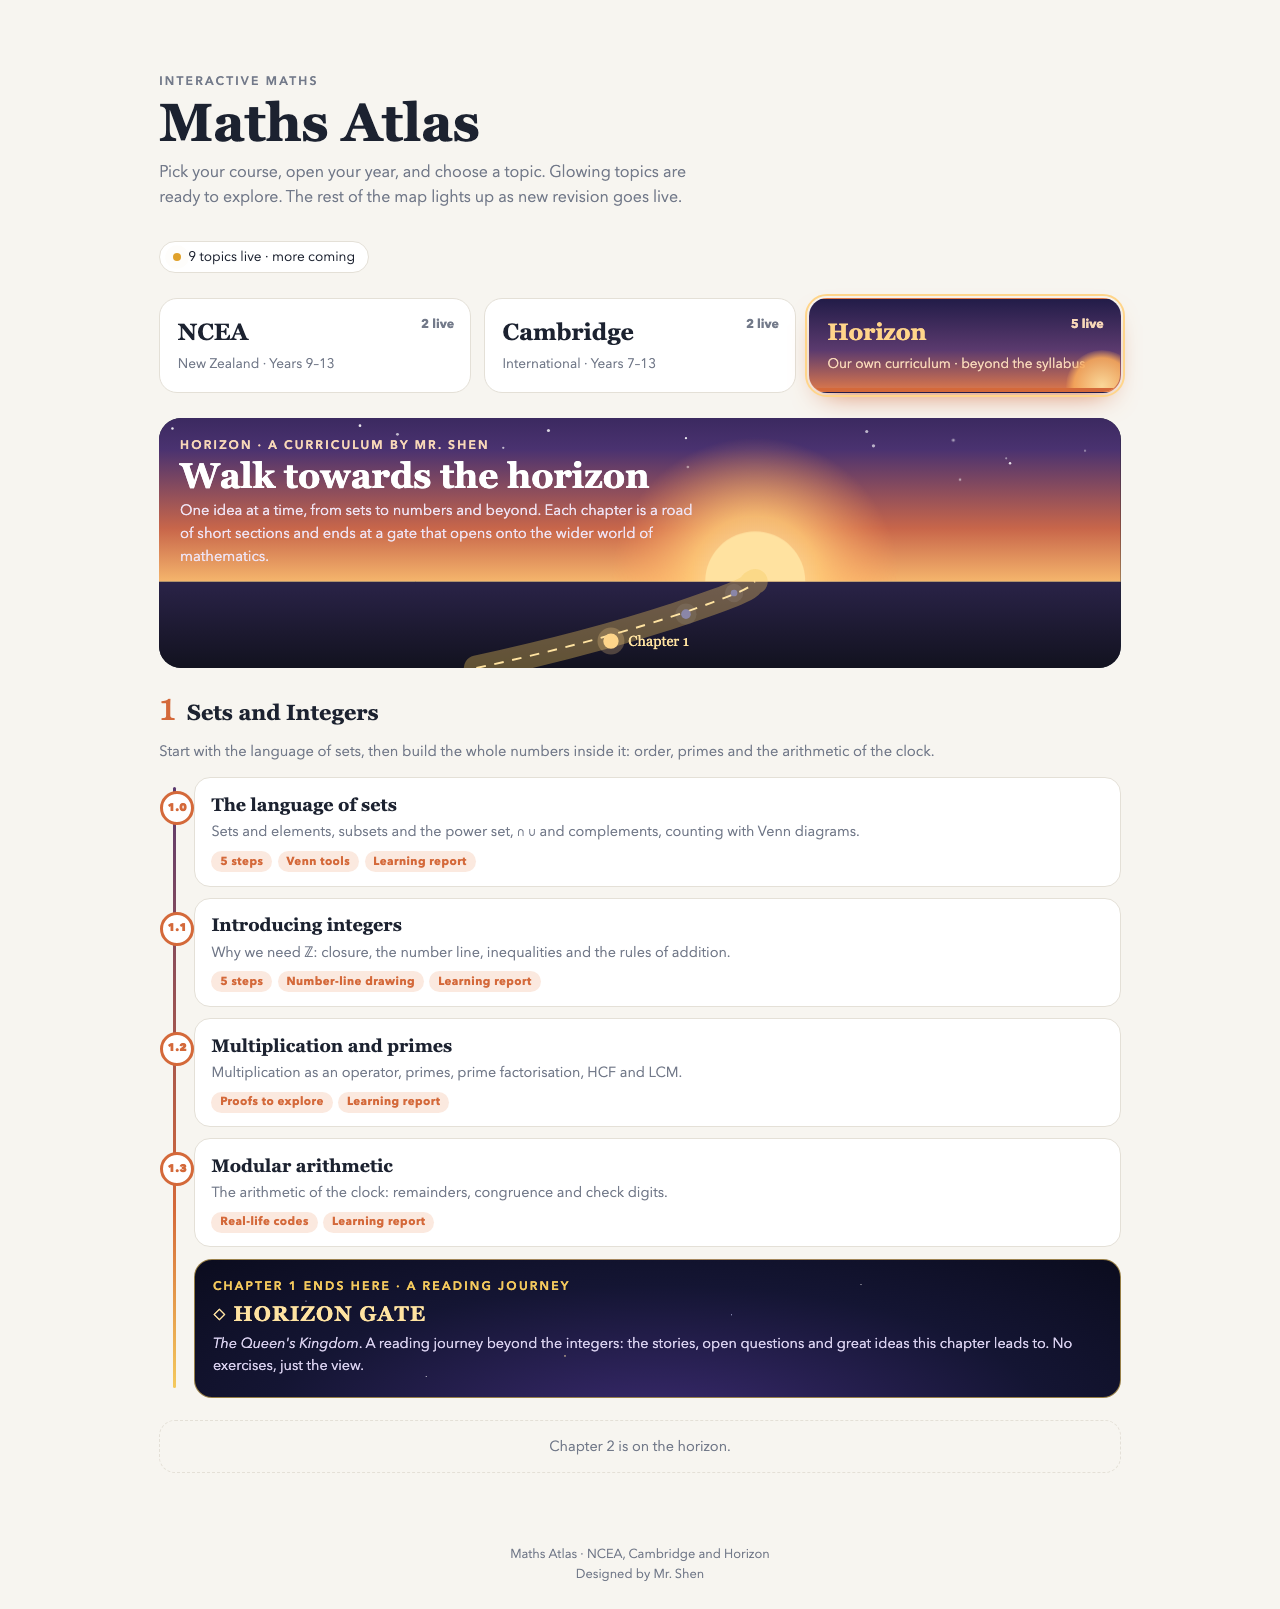 INTERACTIVE MATHS
Maths Atlas
Pick your course, open your year, and choose a topic. Glowing topics are
ready to explore. The rest of the map lights up as new revision goes live.
9 topics live · more coming
NCEA
2 live
New Zealand · Years 9–13
Cambridge
2 live
International · Years 7–13
Horizon
5 live
Our own curriculum · beyond the syllabus
HORIZON · A CURRICULUM BY MR. SHEN
Walk towards the horizon
One idea at a time, from sets to numbers and beyond. Each chapter is a road
of short sections and ends at a gate that opens onto the wider world of
mathematics.
Chapter 1
1 Sets and Integers
Start with the language of sets, then build the whole numbers inside it: order, primes and the arithmetic of the clock.
1.0
The language of sets
Sets and elements, subsets and the power set, ∩ ∪ and complements, counting with Venn diagrams.
5 steps Venn tools Learning report
1.1
Introducing integers
Why we need ℤ: closure, the number line, inequalities and the rules of addition.
5 steps Number-line drawing Learning report
1.2
Multiplication and primes
Multiplication as an operator, primes, prime factorisation, HCF and LCM.
Proofs to explore Learning report
1.3
Modular arithmetic
The arithmetic of the clock: remainders, congruence and check digits.
Real-life codes Learning report
CHAPTER 1 ENDS HERE · A READING JOURNEY
◇ HORIZON GATE
The Queen's Kingdom. A reading journey beyond the integers: the stories, open questions and great ideas this chapter leads to. No
exercises, just the view.
Chapter 2 is on the horizon.
Maths Atlas · NCEA, Cambridge and Horizon
Designed by Mr. Shen